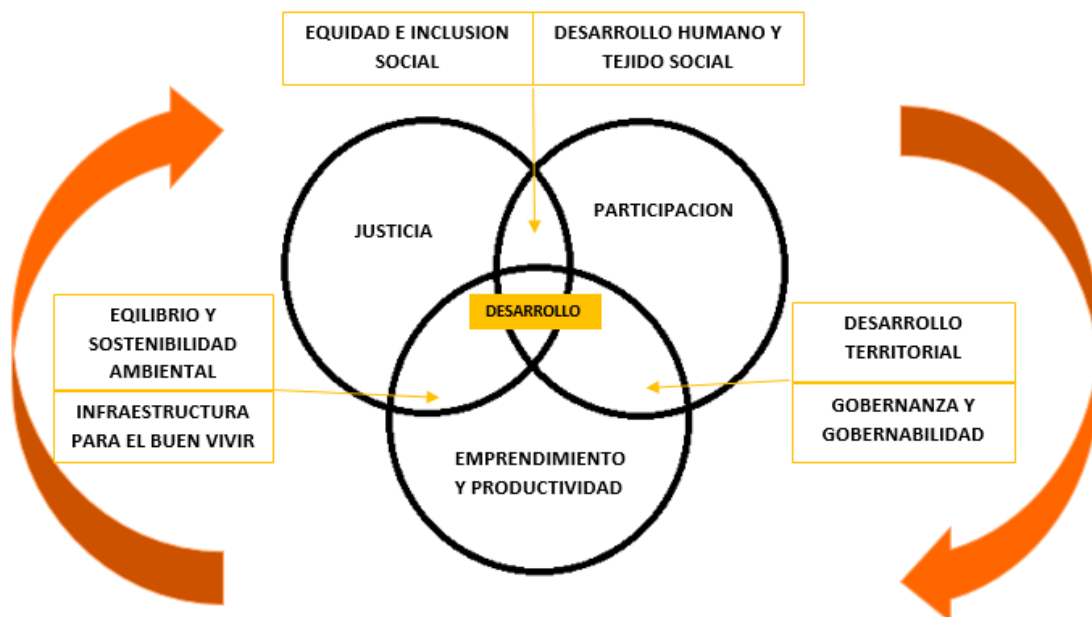 EQUIDAD E INCLUSION
SOCIAL
DESARROLLO HUMANO Y
TEJIDO SOCIAL
JUSTICIA
PARTICIPACION
DESARROLLO
EQILIBRIO Y
SOSTENIBILIDAD
AMBIENTAL
INFRAESTRUCTURA
PARA EL BUEN VIVIR
DESARROLLO
TERRITORIAL
GOBERNANZA Y
GOBERNABILIDAD
EMPRENDIMIENTO
Y PRODUCTIVIDAD